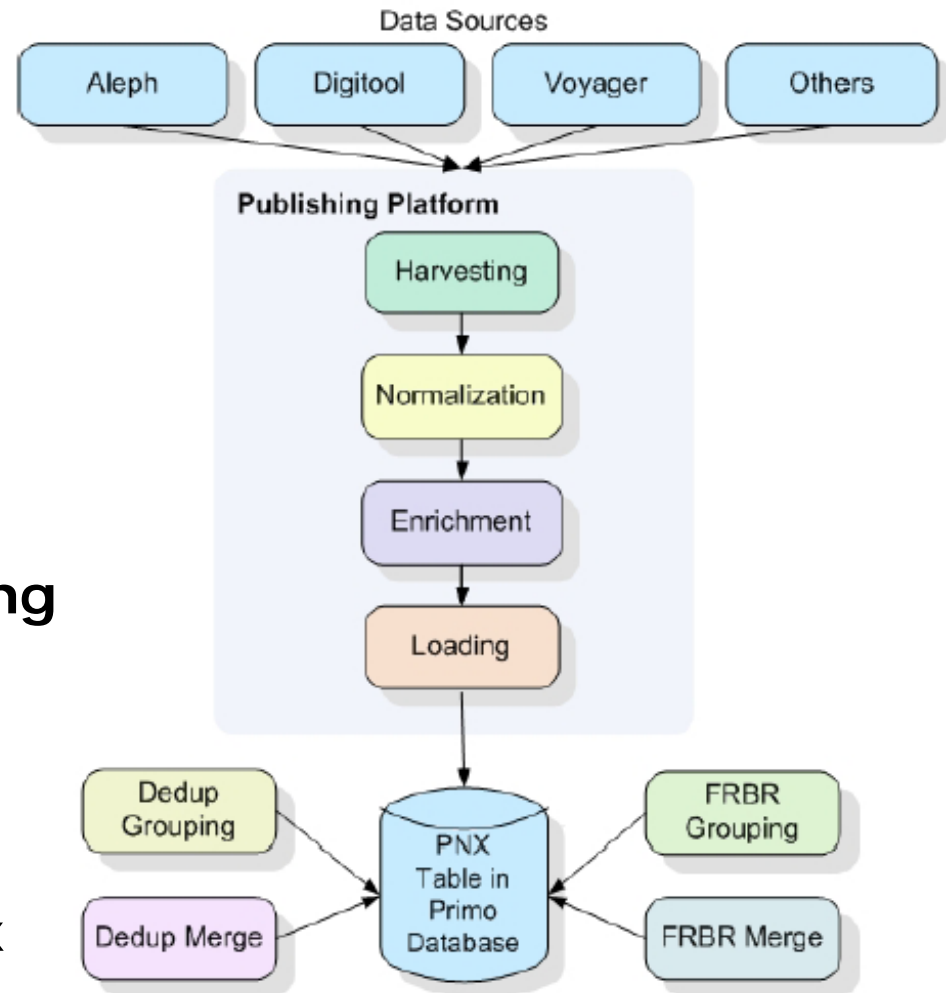 Data Sources
Aleph
Digitool
Voyager
Others
Publishing Platform
Harvesting
Normalization
Enrichment
ng
Loading
Dedup
Grouping
PNX
Table in
Primo
Database
FRBR
Grouping
Dedup Merge
FRBR Merge